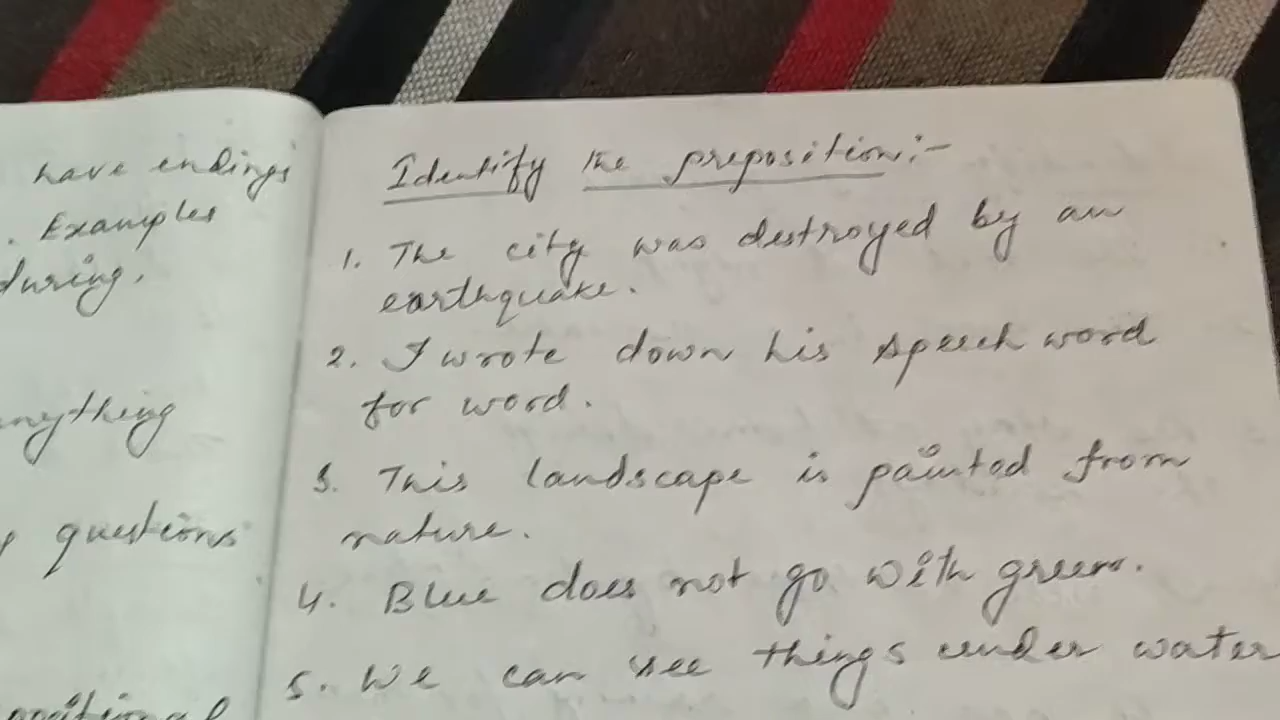 have endings
. Examples
during.
nything
questions
Identify the preposition:-
1. The city was destroyed by an
earthquake.
2. I wrote down his speech word
for word.
3. This landscape is painted from
nature.
4. Blue does not go with green.
5. We can see things under water